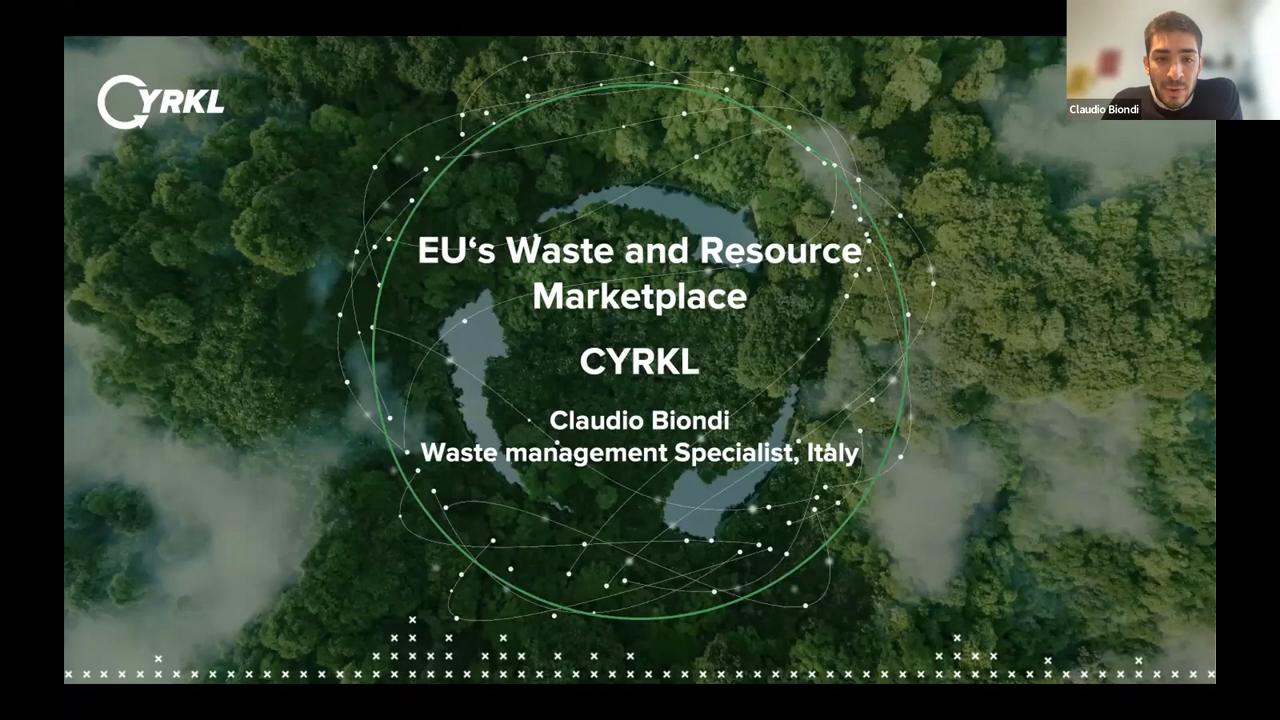 CYRKL
Claudio Biondi
EU‘s Waste and Resource
Marketplace
CYRKL
Claudio Biondi
Waste management Specialist, Italy